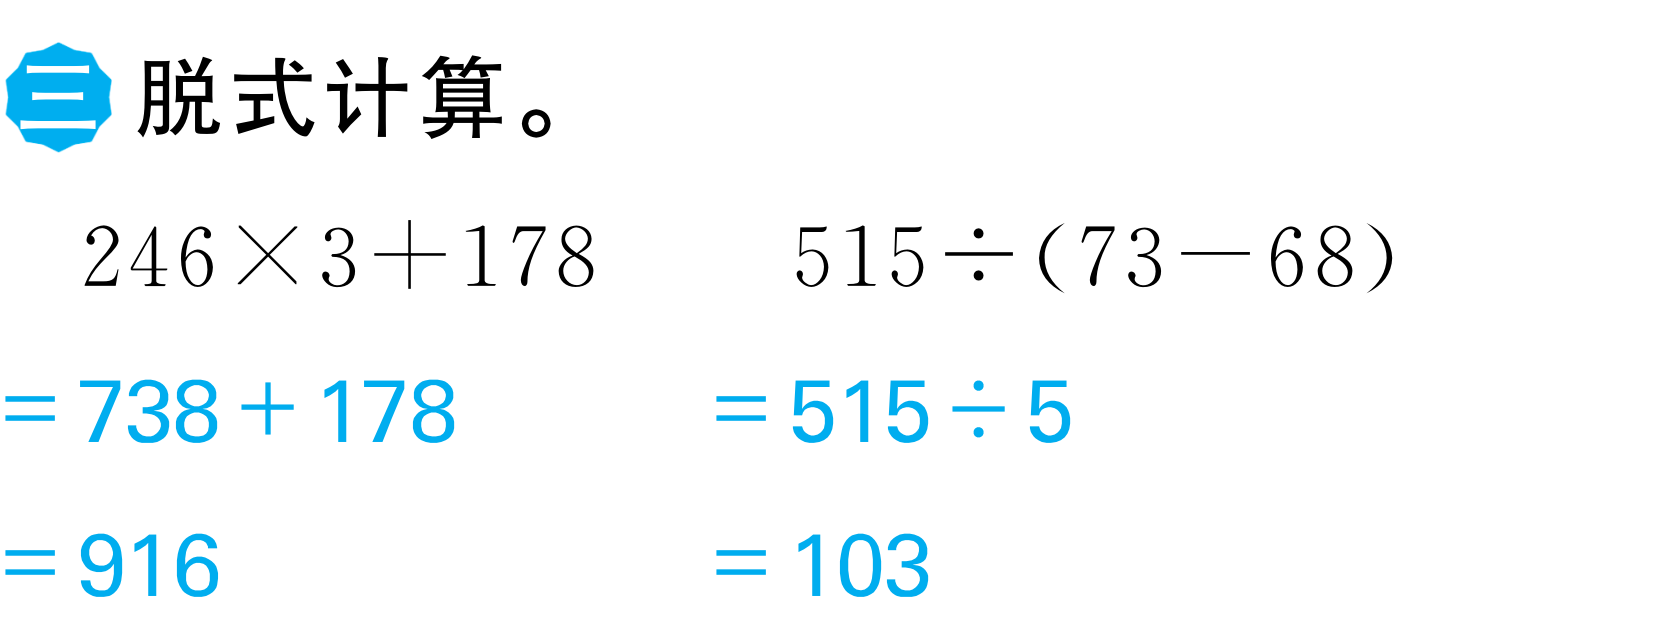 三 脱式计算。
246×3+178 515÷(73-68)
=738+178 =515÷5
=916 =103